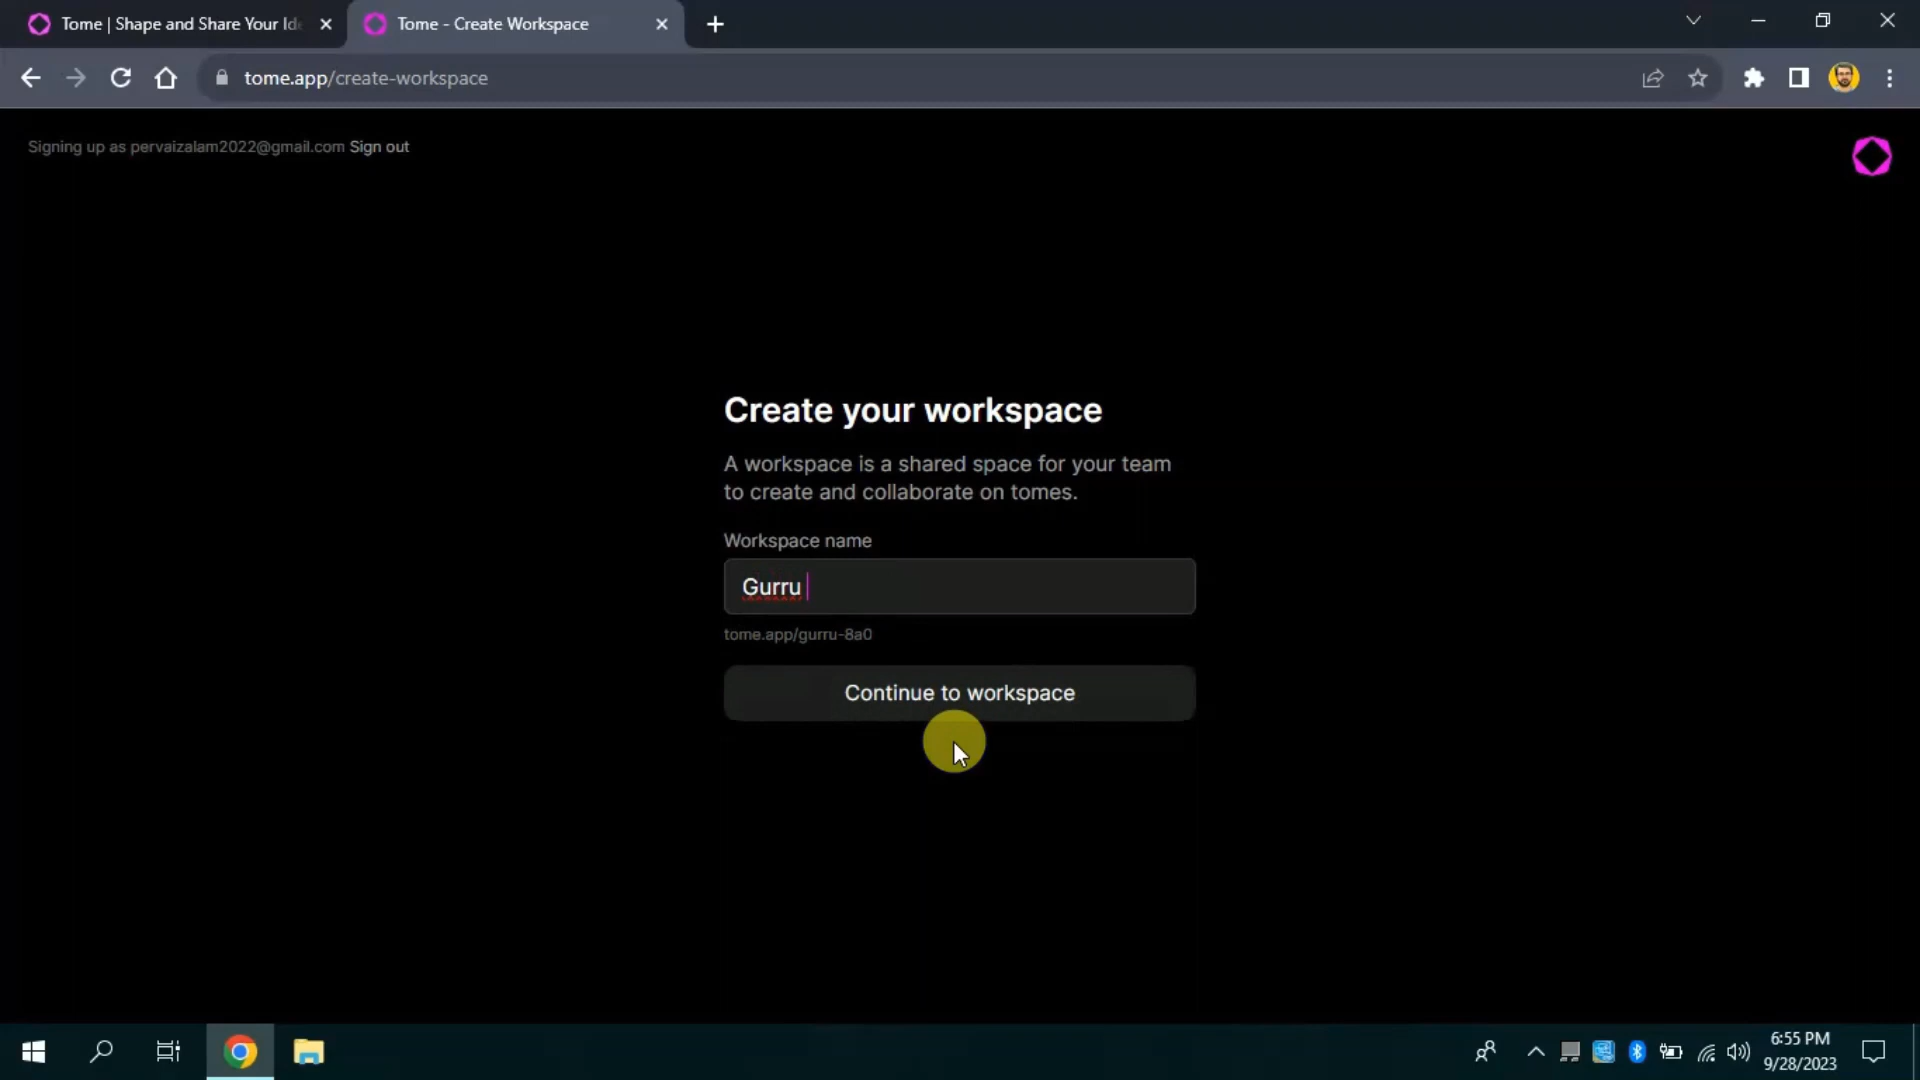 Tome | Shape and Share Your Ide
Tome - Create Workspace
tome.app/create-workspace
Signing up as pervaizalam2022@gmail.com Sign out
Create your workspace
A workspace is a shared space for your team
to create and collaborate on tomes.
Workspace name
Gurru
tome.app/gurru-8a0
Continue to workspace
6:55 PM
9/28/2023